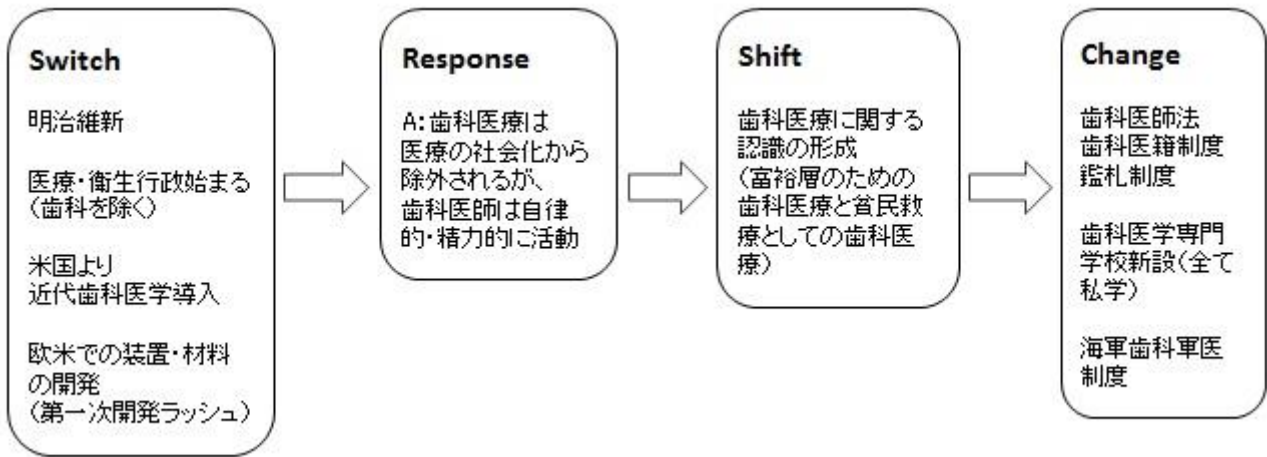 Switch
明治維新
医療・衛生行政始まる
(歯科を除く)
米国より
近代歯科医学導入
欧米での装置・材料
の開発
(第一次開発ラッシュ)
Response
A:歯科医療は
医療の社会化から
除外されるが、
歯科医師は自律
的・精力的に活動
Shift
歯科医療に関する
認識の形成
(富裕層のための
歯科医療と貧民救
療としての歯科医
療)
Change
歯科医師法
歯科医籍制度
鑑札制度
歯科医学専門
学校新設(全て
私学)
海軍歯科軍医
制度